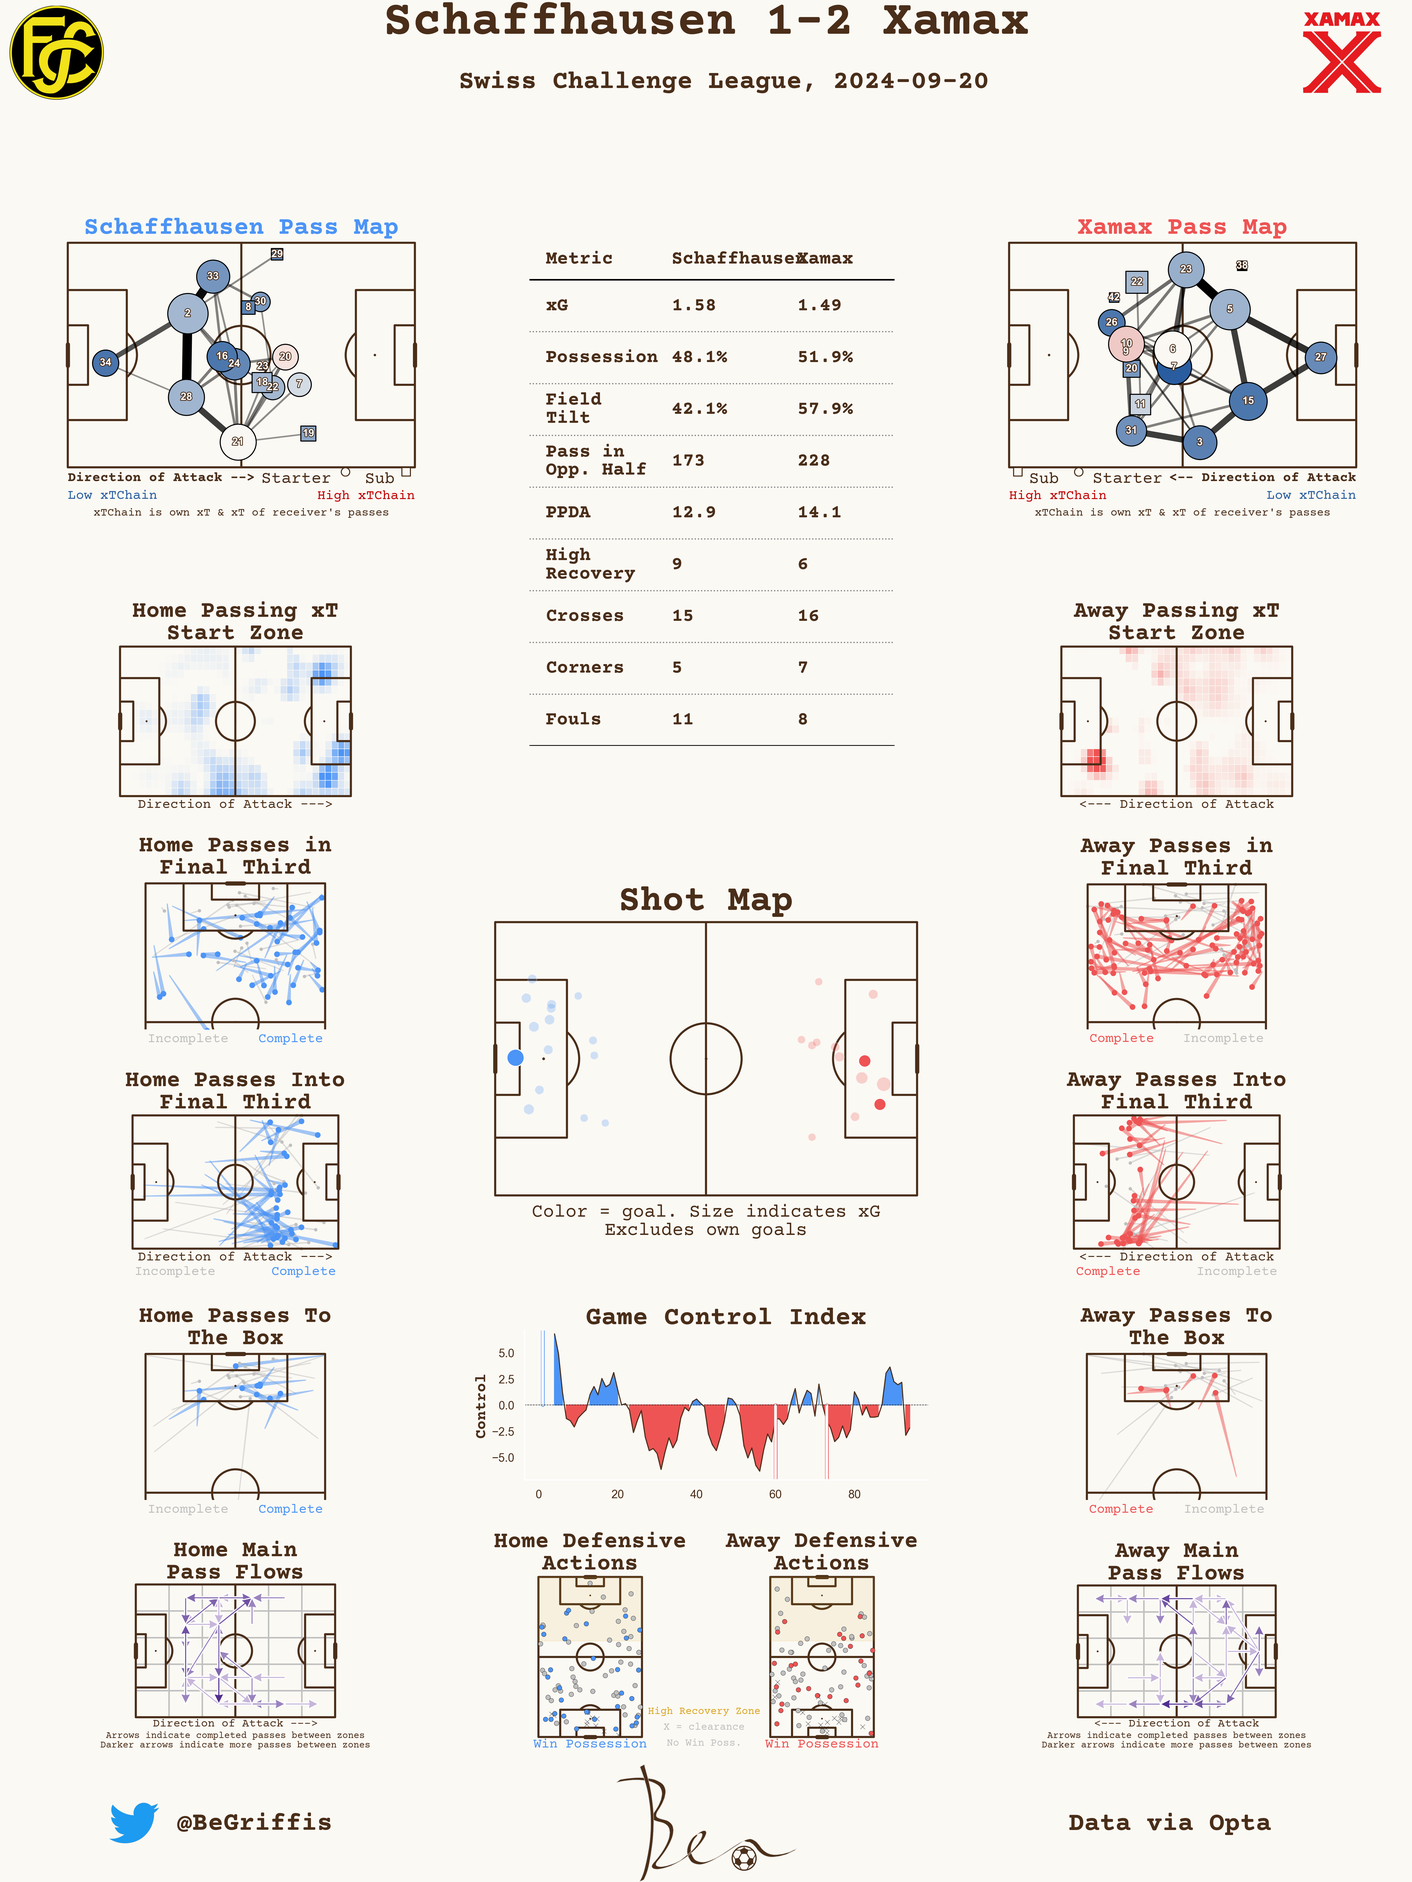 Schaffhausen 1-2 Xamax
Swiss Challenge League, 2024-09-20
FCS
XAMAX
Schaffhausen Pass Map
29
33
30
8
2
34
16
24
23
20
18
22
7
28
21
19
Direction of Attack -->
Starter
Sub
Low xTChain
High xTChain
xTChain is own xT & xT of receiver's passes
Metric Schaffhausen Xamax
xG 1.58 1.49
Possession 48.1% 51.9%
Field
Tilt 42.1% 57.9%
Pass in
Opp. Half 173 228
PPDA 12.9 14.1
High
Recovery 9 6
Crosses 15 16
Corners 5 7
Fouls 11 8
Xamax Pass Map
38
23
22
42
5
26
10
9
6
27
20
7
11
15
31
3
Sub
Starter
<-- Direction of Attack
High xTChain
Low xTChain
xTChain is own xT & xT of receiver's passes
Home Passing xT
Start Zone
Direction of Attack --->
Away Passing xT
Start Zone
<--- Direction of Attack
Home Passes in
Final Third
Incomplete
Complete
Away Passes in
Final Third
Complete
Incomplete
Shot Map
Color = goal. Size indicates xG
Excludes own goals
Home Passes Into
Final Third
Direction of Attack --->
Incomplete
Complete
Away Passes Into
Final Third
<--- Direction of Attack
Complete
Incomplete
Home Passes To
The Box
Incomplete
Complete
Game Control Index
Control
5.0
2.5
0.0
−2.5
−5.0
0 20 40 60 80
Away Passes To
The Box
Complete
Incomplete
Home Main
Pass Flows
Direction of Attack --->
Arrows indicate completed passes between zones
Darker arrows indicate more passes between zones
Home Defensive
Actions
Win Possession
Away Defensive
Actions
Win Possession
High Recovery Zone
X = clearance
No Win Poss.
Away Main
Pass Flows
<--- Direction of Attack
Arrows indicate completed passes between zones
Darker arrows indicate more passes between zones
@BeGriffis
Ben
Data via Opta